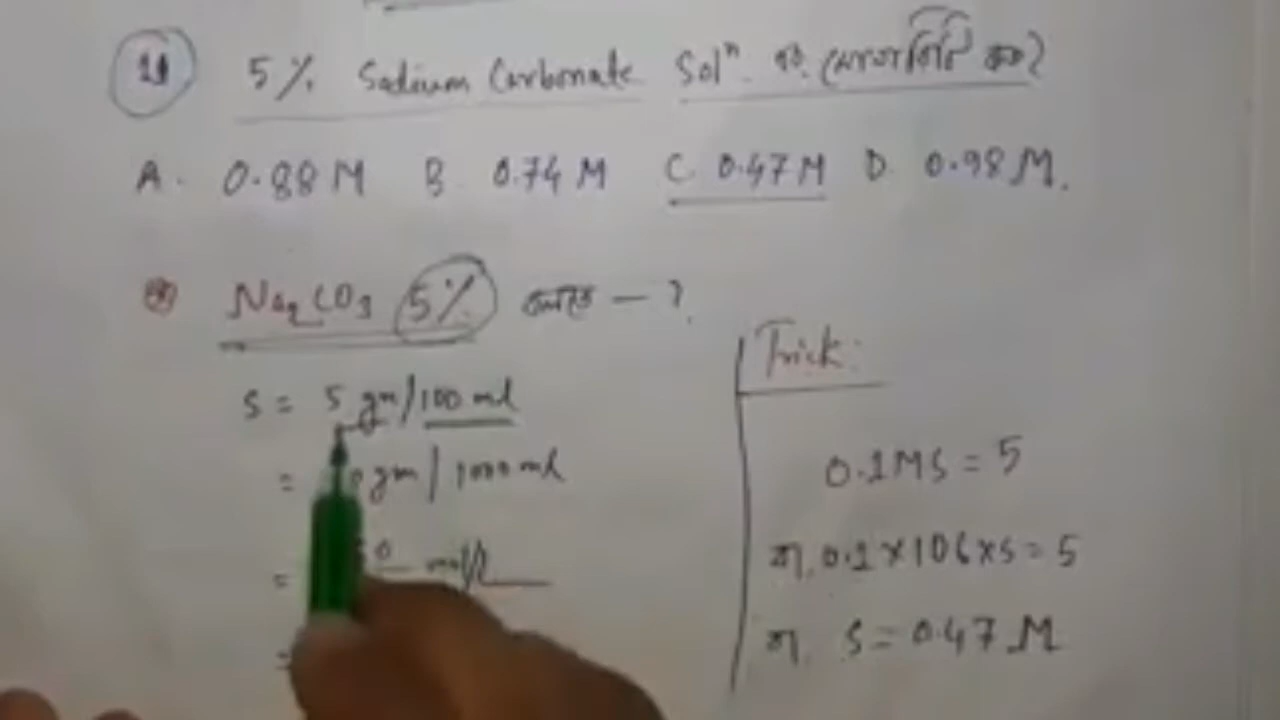 5% Sodium Carbonate Solⁿ. এর মোলারিটি কত?
A. 0.88 M B. 0.74 M C. 0.47 M D. 0.98 M.
Na₂CO₃ 5% মানে — ?
S = 5 gm/100 ml
= gm/1000 ml
= mol/l
=
Trick:
0.1MS = 5
বা, 0.1×106×S = 5
বা, S = 0.47 M